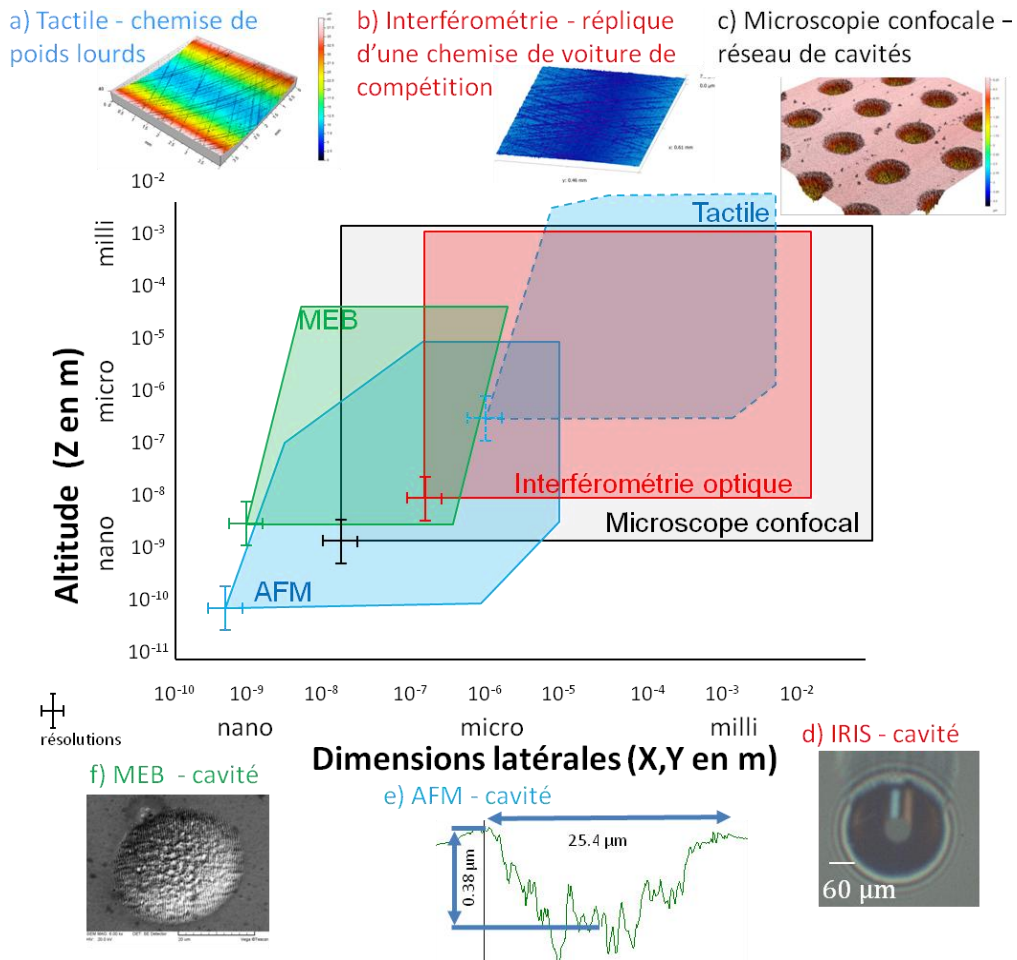 a) Tactile - chemise de
poids lourds
b) Interférométrie - réplique
d'une chemise de voiture de
compétition
c) Microscopie confocale –
réseau de cavités
Altitude (Z en m)
milli
micro
nano
10⁻²
10⁻³
10⁻⁴
10⁻⁵
10⁻⁶
10⁻⁷
10⁻⁸
10⁻⁹
10⁻¹⁰
10⁻¹¹
Tactile
MEB
Interférométrie optique
Microscope confocal
AFM
10⁻¹⁰ 10⁻⁹ 10⁻⁸ 10⁻⁷ 10⁻⁶ 10⁻⁵ 10⁻⁴ 10⁻³ 10⁻²
nano micro milli
résolutions
Dimensions latérales (X,Y en m)
d) IRIS - cavité
60 µm
f) MEB - cavité
e) AFM - cavité
25.4 µm
0.38 µm